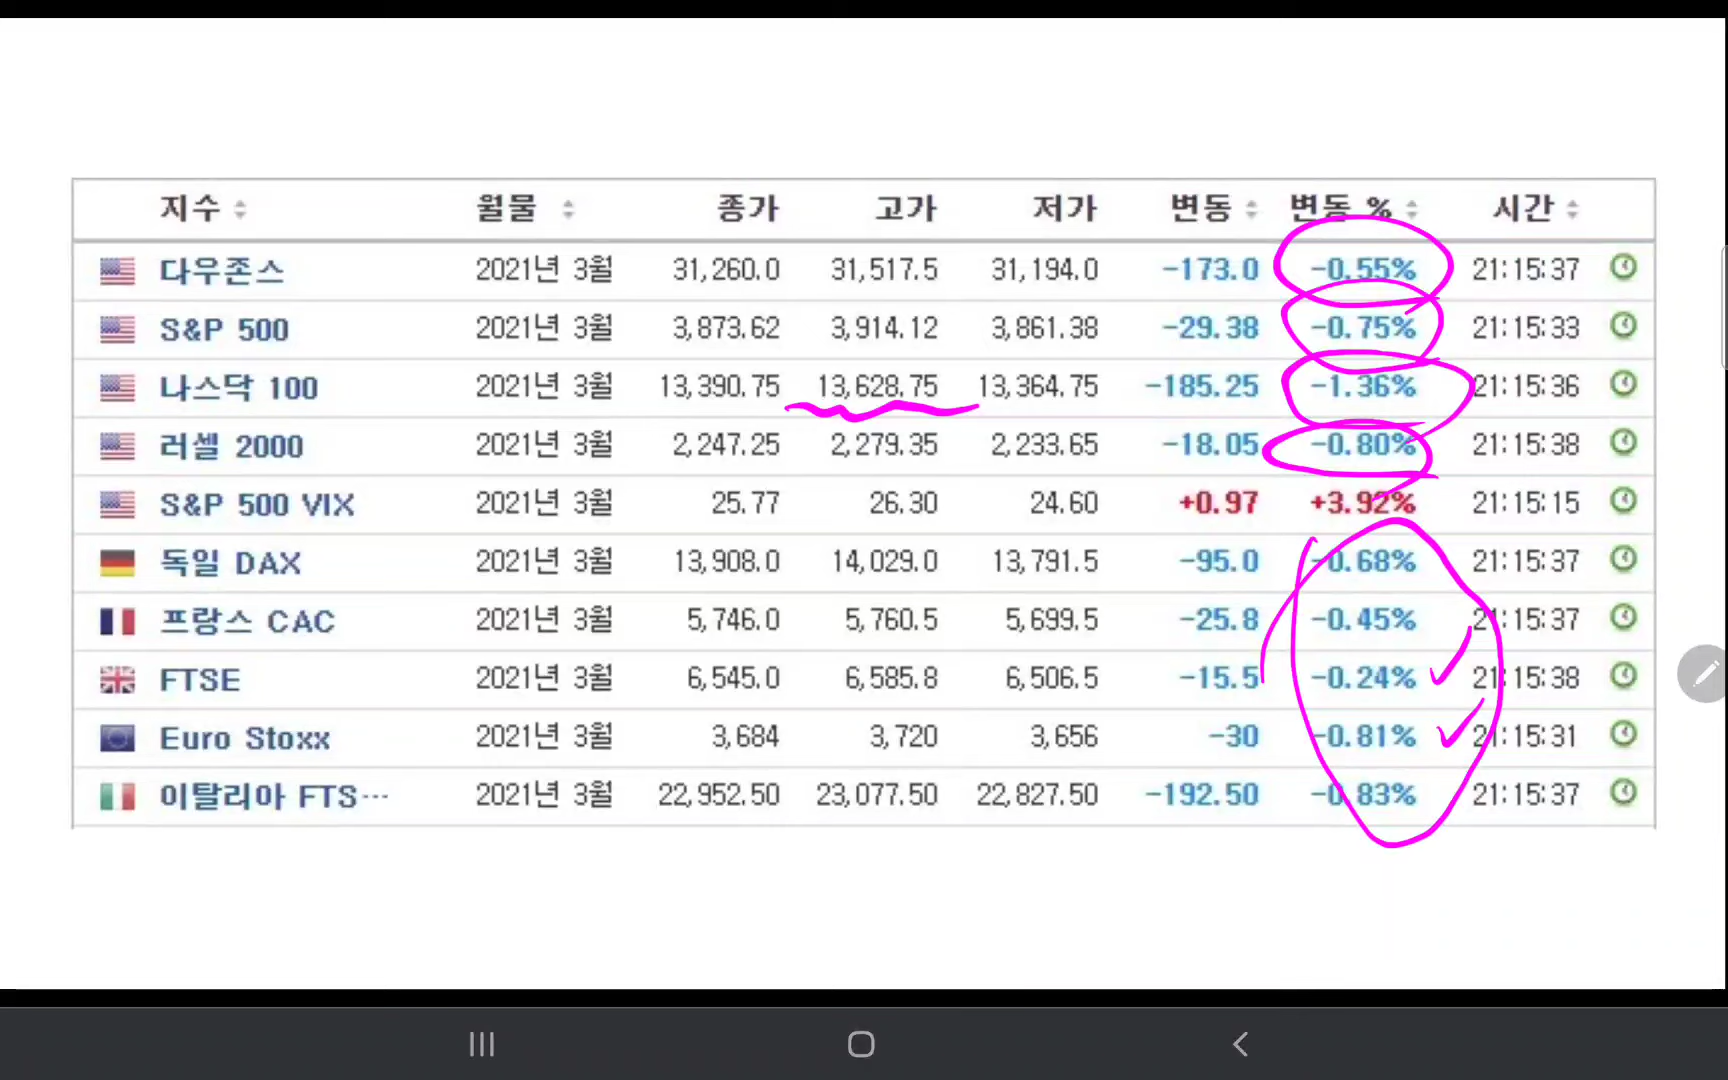 지수 월물 종가 고가 저가 변동 변동 % 시간
다우존스 2021년 3월 31,260.0 31,517.5 31,194.0 -173.0 -0.55% 21:15:37
S&P 500 2021년 3월 3,873.62 3,914.12 3,861.38 -29.38 -0.75% 21:15:33
나스닥 100 2021년 3월 13,390.75 13,628.75 13,364.75 -185.25 -1.36% 21:15:36
러셀 2000 2021년 3월 2,247.25 2,279.35 2,233.65 -18.05 -0.80% 21:15:38
S&P 500 VIX 2021년 3월 25.77 26.30 24.60 +0.97 +3.92% 21:15:15
독일 DAX 2021년 3월 13,908.0 14,029.0 13,791.5 -95.0 -0.68% 21:15:37
프랑스 CAC 2021년 3월 5,746.0 5,760.5 5,699.5 -25.8 -0.45% 21:15:37
FTSE 2021년 3월 6,545.0 6,585.8 6,506.5 -15.5 -0.24% 21:15:38
Euro Stoxx 2021년 3월 3,684 3,720 3,656 -30 -0.81% 21:15:31
이탈리아 FTS… 2021년 3월 22,952.50 23,077.50 22,827.50 -192.50 -0.83% 21:15:37